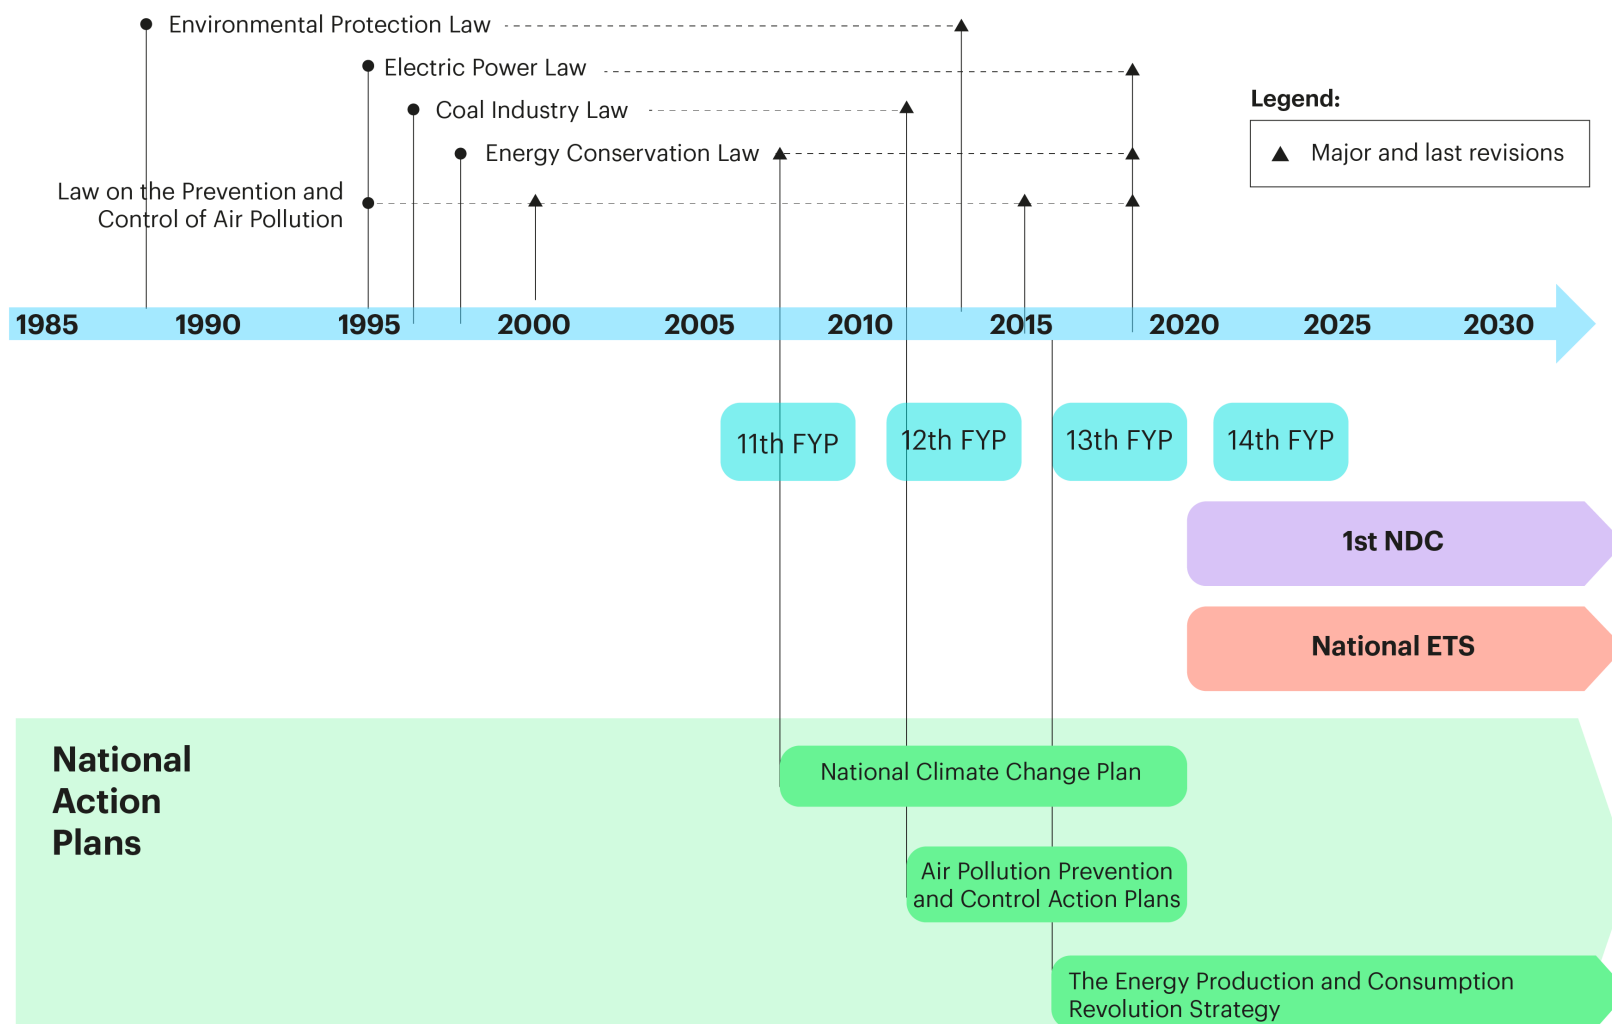 Environmental Protection Law
Electric Power Law
Coal Industry Law
Energy Conservation Law
Law on the Prevention and
Control of Air Pollution
Legend:
Major and last revisions
1985 1990 1995 2000 2005 2010 2015 2020 2025 2030
11th FYP 12th FYP 13th FYP 14th FYP
1st NDC
National ETS
National
Action
Plans
National Climate Change Plan
Air Pollution Prevention
and Control Action Plans
The Energy Production and Consumption
Revolution Strategy